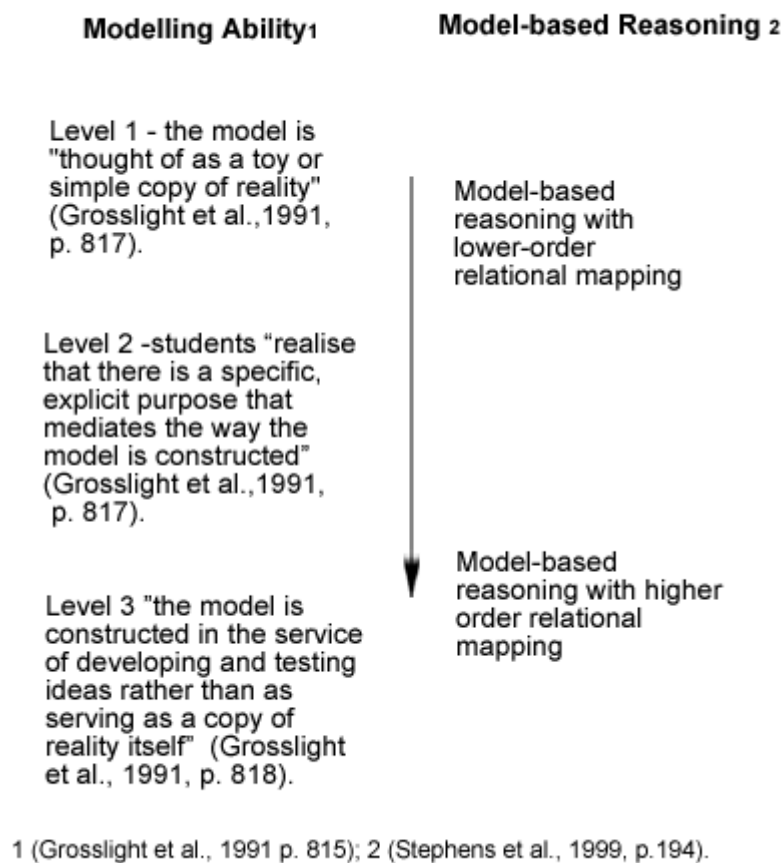 Modelling Ability1
Model-based Reasoning 2
Level 1 - the model is
"thought of as a toy or
simple copy of reality"
(Grosslight et al.,1991,
p. 817).
Model-based
reasoning with
lower-order
relational mapping
Level 2 -students “realise
that there is a specific,
explicit purpose that
mediates the way the
model is constructed”
(Grosslight et al.,1991,
p. 817).
Model-based
reasoning with higher
order relational
mapping
Level 3 "the model is
constructed in the service
of developing and testing
ideas rather than as
serving as a copy of
reality itself” (Grosslight
et al., 1991, p. 818).
1 (Grosslight et al., 1991 p. 815); 2 (Stephens et al., 1999, p.194).